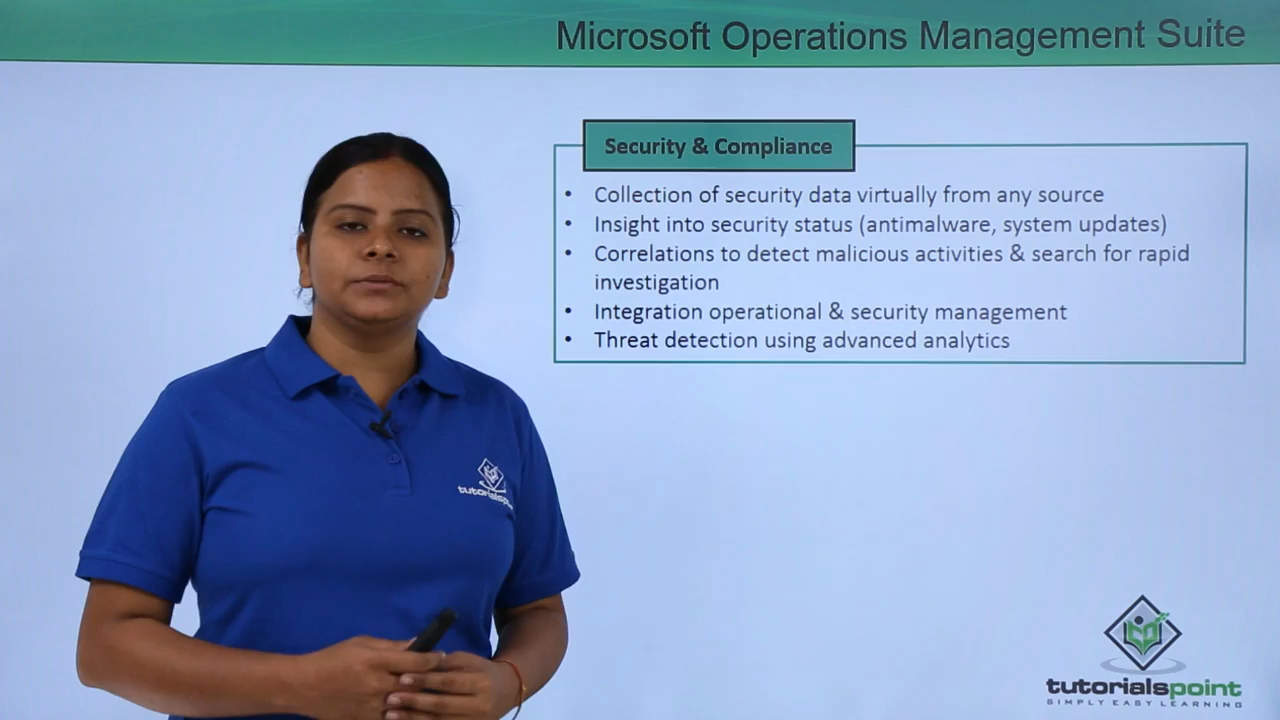 Microsoft Operations Management Suite
Security & Compliance
• Collection of security data virtually from any source
• Insight into security status (antimalware, system updates)
• Correlations to detect malicious activities & search for rapid
investigation
• Integration operational & security management
• Threat detection using advanced analytics
tutorialspoint
SIMPLY EASY LEARNING